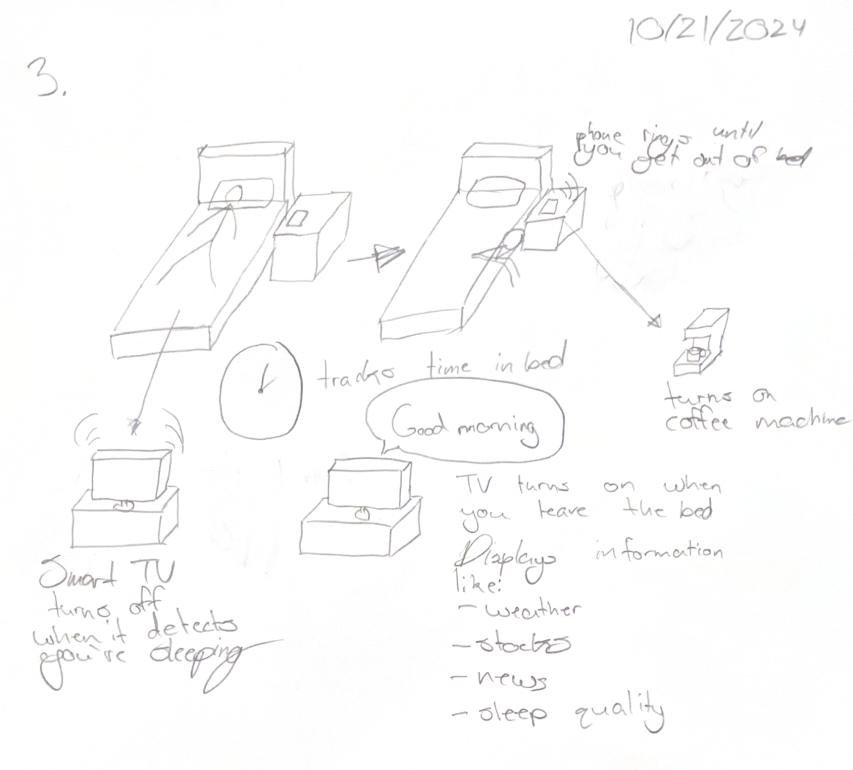 10/21/2024
3.
phone rings until
you get out of bed
tracks time in bed
turns on
coffee machine
Good morning
Smart TV
turns off
when it detects
you're sleeping
TV turns on when
you leave the bed
Displays information
like:
- weather
- stocks
- news
- sleep quality